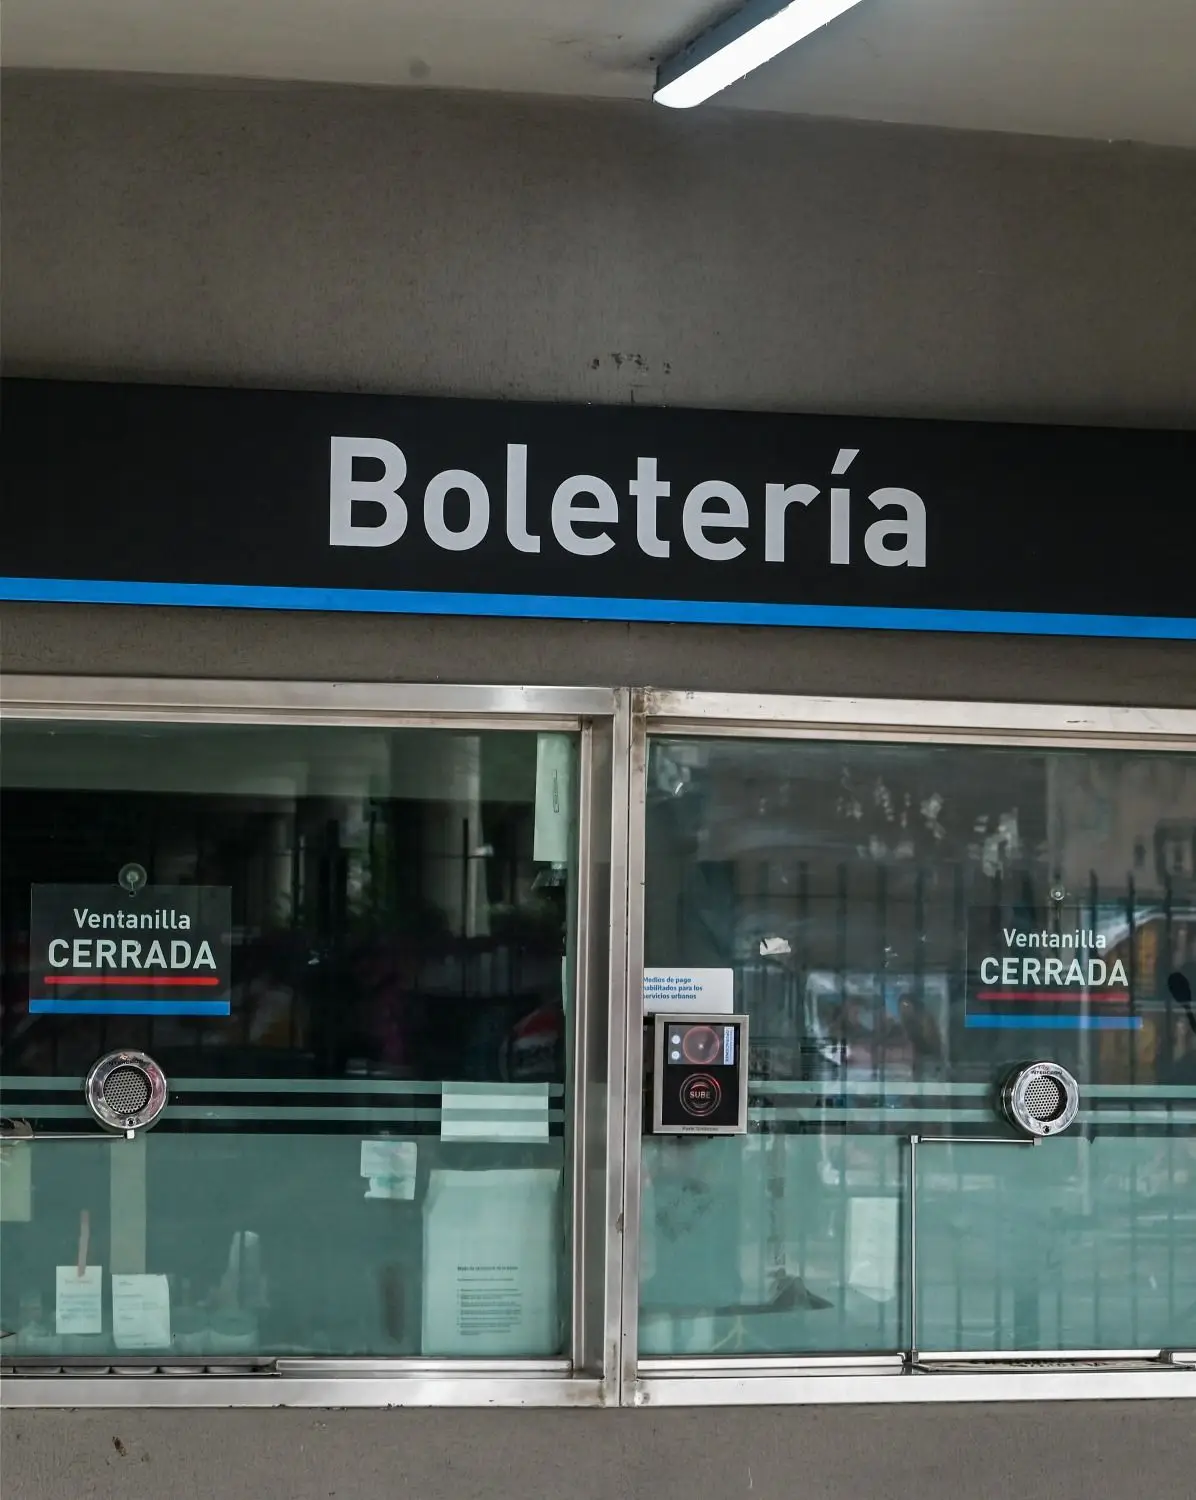 Boletería
Ventanilla
CERRADA
Ventanilla
CERRADA
Medios de pago
habilitados para los
servicios urbanos
SUBE